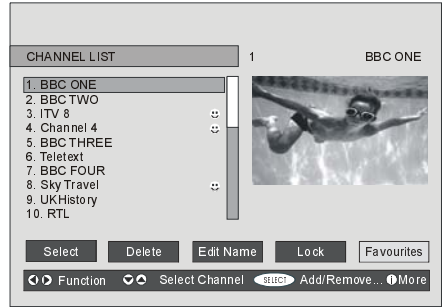 CHANNEL LIST
1 BBC ONE
1. BBC ONE
2. BBC TWO
3. ITV 8
4. Channel 4
5. BBC THREE
6. Teletext
7. BBC FOUR
8. Sky Travel
9. UKHistory
10. RTL
Select Delete Edit Name Lock Favourites
Function Select Channel SELECT Add/Remove... i More